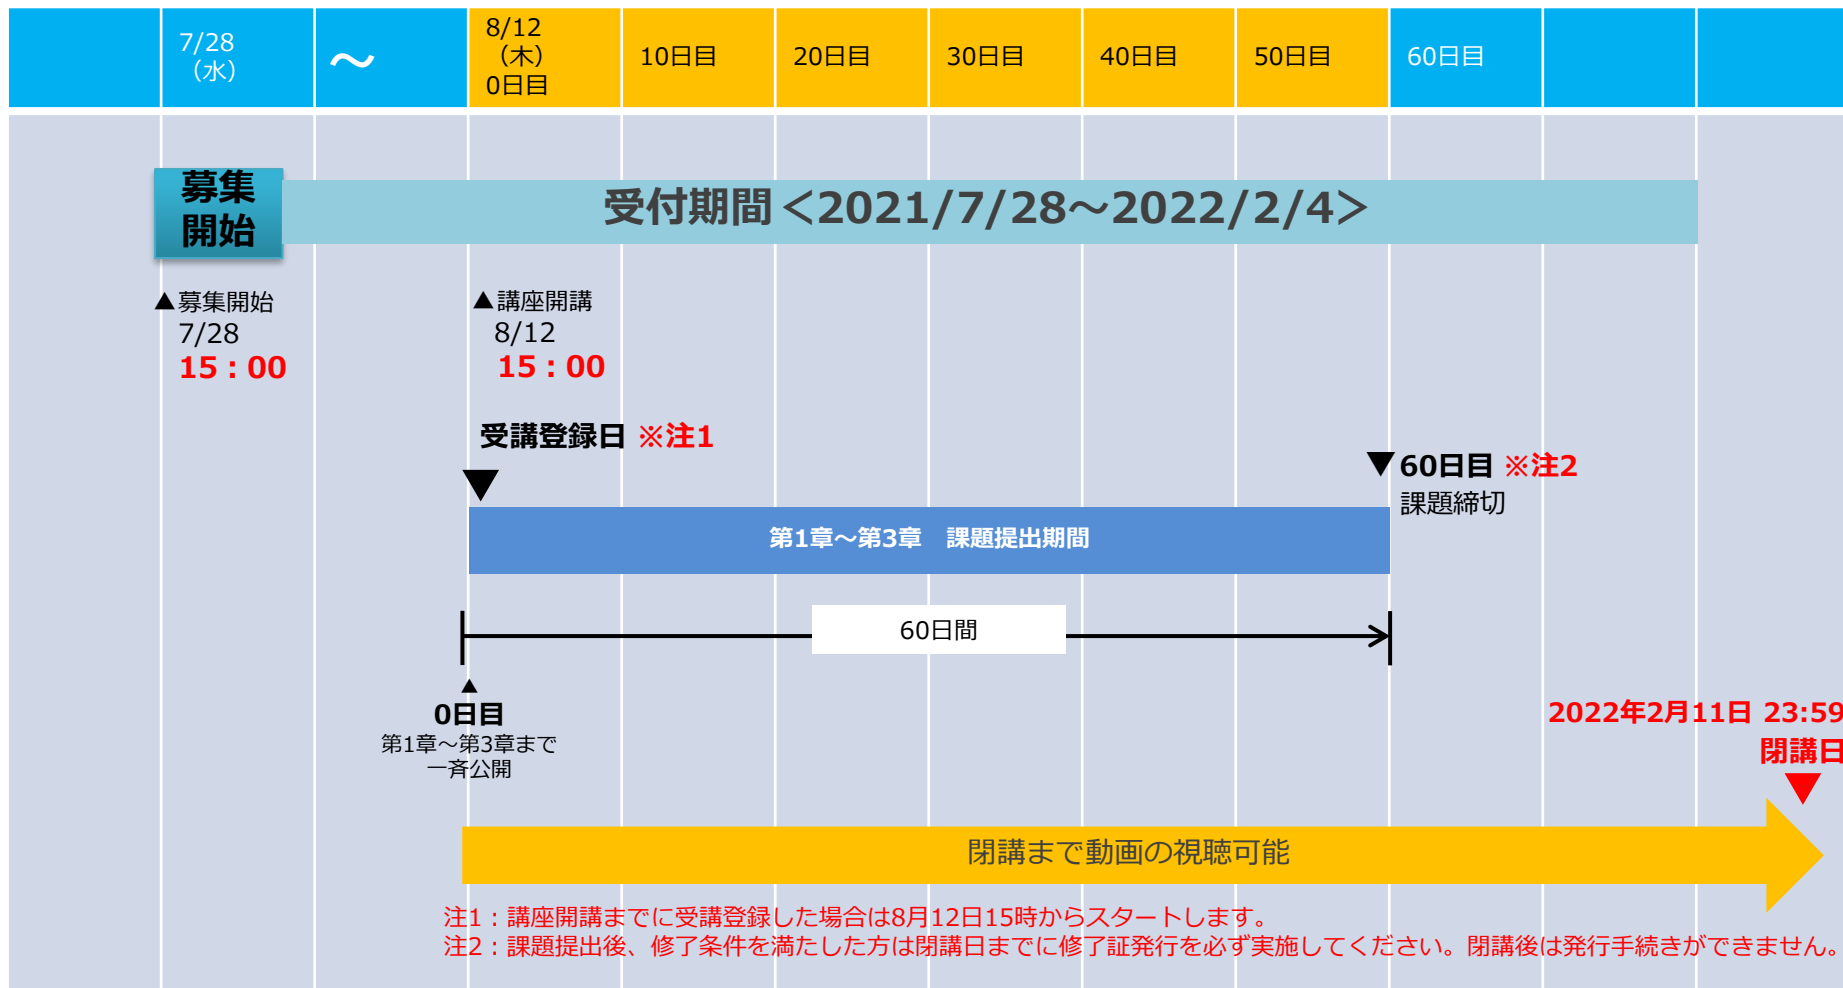 7/28
（水）
～
8/12
（木）
0日目
10日目
20日目
30日目
40日目
50日目
60日目
募集
開始
受付期間＜2021/7/28～2022/2/4＞
▲募集開始
7/28
15：00
▲講座開講
8/12
15：00
受講登録日 ※注1
60日目 ※注2
課題締切
第1章～第3章　課題提出期間
60日間
0日目
第1章～第3章まで
一斉公開
2022年2月11日 23:59
閉講日
閉講まで動画の視聴可能
注1：講座開講までに受講登録した場合は8月12日15時からスタートします。
注2：課題提出後、修了条件を満たした方は閉講日までに修了証発行を必ず実施してください。閉講後は発行手続きができません。